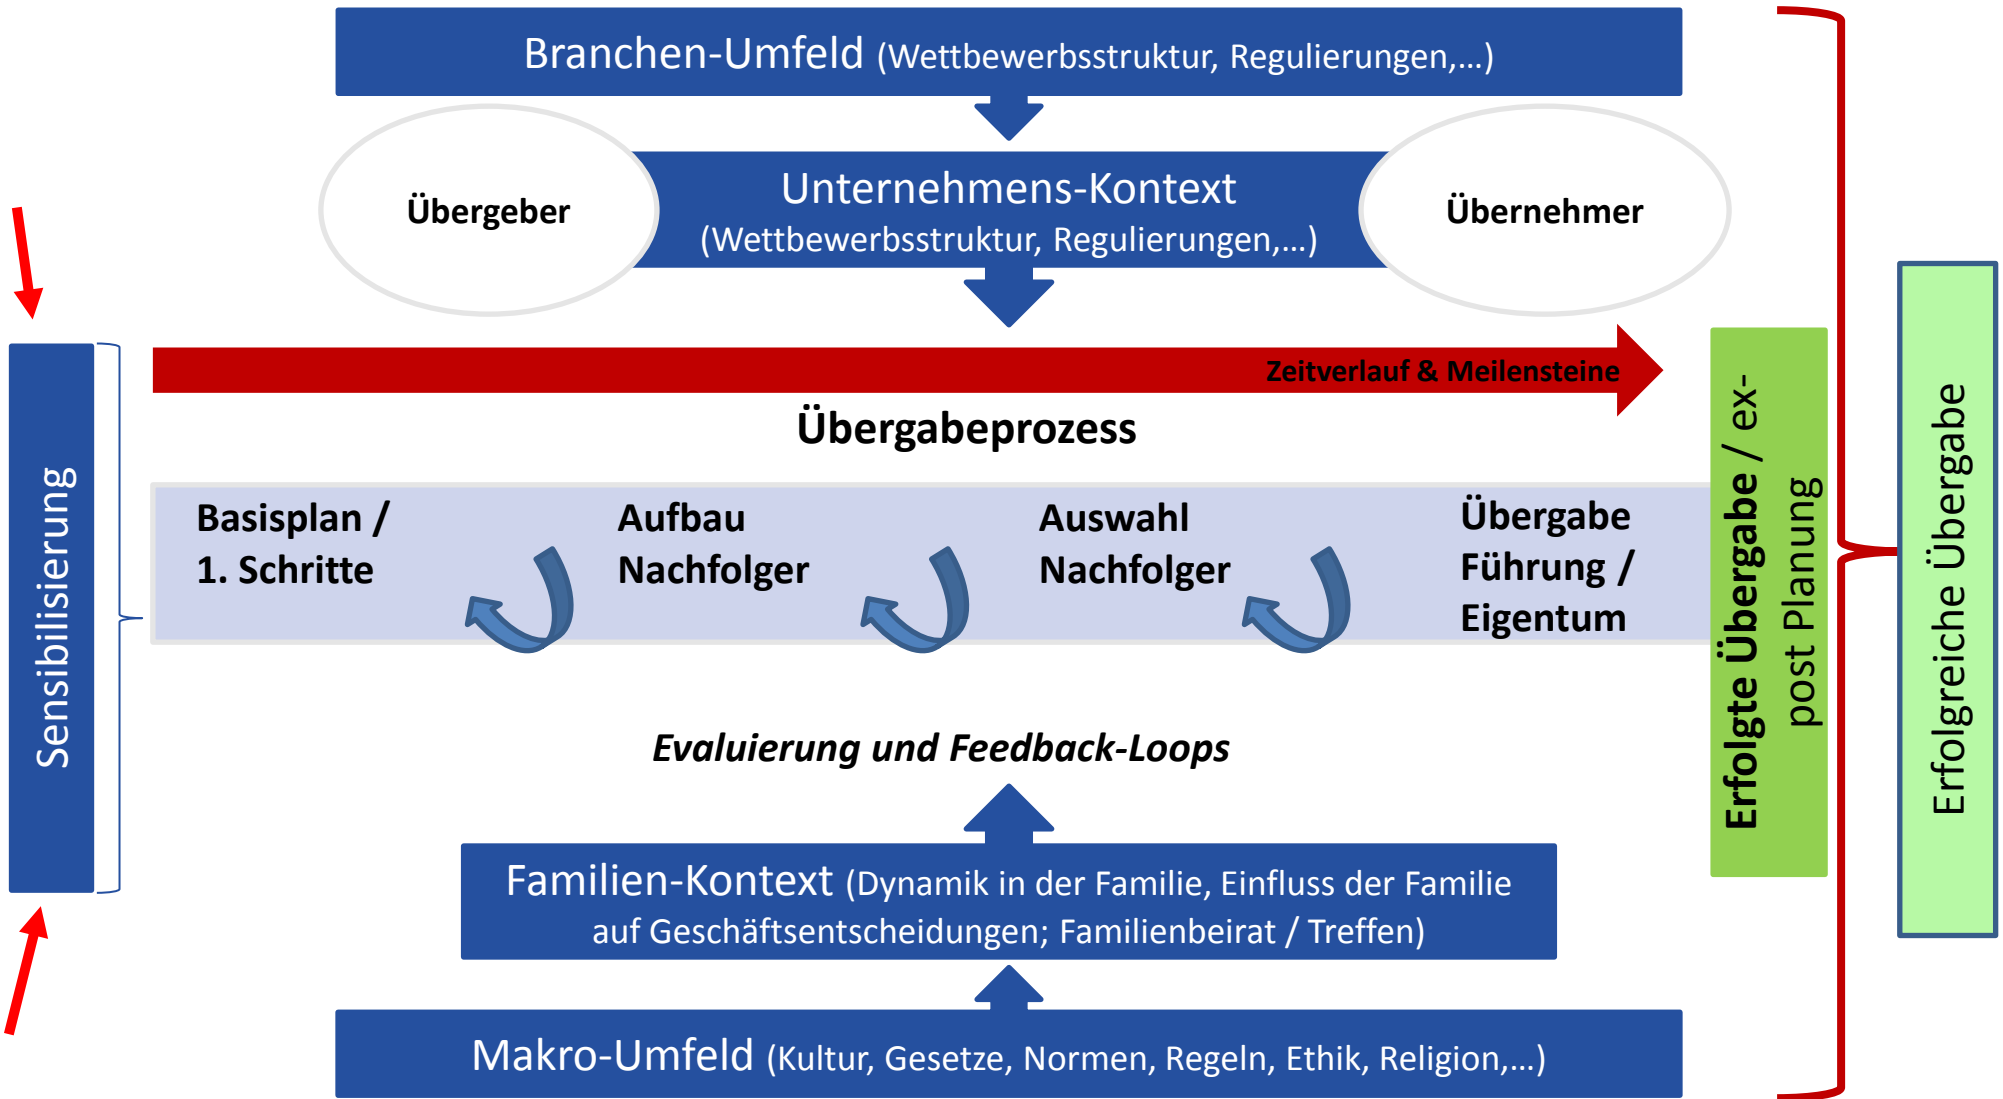 Branchen-Umfeld (Wettbewerbsstruktur, Regulierungen,...)
Übergeber
Unternehmens-Kontext
(Wettbewerbsstruktur, Regulierungen,...)
Übernehmer
Sensibilisierung
Zeitverlauf & Meilensteine
Übergabeprozess
Basisplan /
1. Schritte
Aufbau
Nachfolger
Auswahl
Nachfolger
Übergabe
Führung /
Eigentum
Erfolgte Übergabe / ex-
post Planung
Erfolgreiche Übergabe
Evaluierung und Feedback-Loops
Familien-Kontext (Dynamik in der Familie, Einfluss der Familie
auf Geschäftsentscheidungen; Familienbeirat / Treffen)
Makro-Umfeld (Kultur, Gesetze, Normen, Regeln, Ethik, Religion,...)